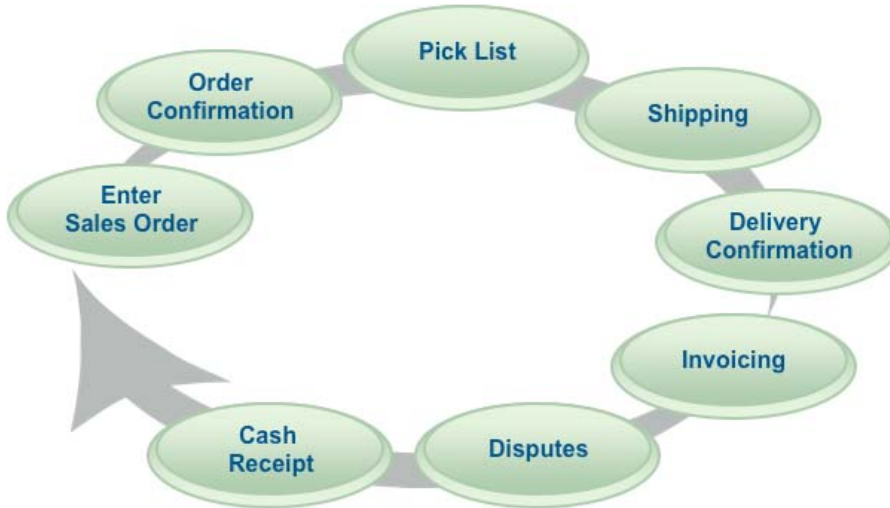 Enter
Sales Order
Order
Confirmation
Pick List
Shipping
Delivery
Confirmation
Invoicing
Disputes
Cash
Receipt